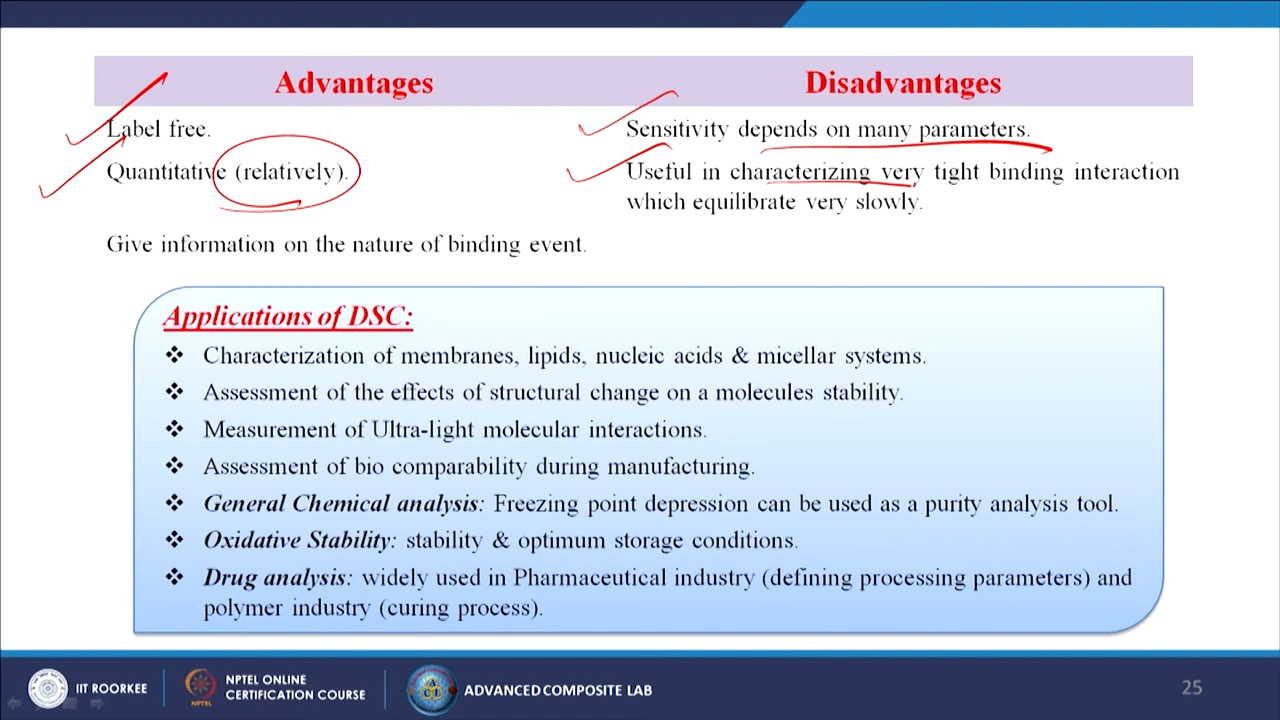 Advantages Disadvantages
Label free. Sensitivity depends on many parameters.
Quantitative (relatively). Useful in characterizing very tight binding interaction
which equilibrate very slowly.
Give information on the nature of binding event.
Applications of DSC:
❖ Characterization of membranes, lipids, nucleic acids & micellar systems.
❖ Assessment of the effects of structural change on a molecules stability.
❖ Measurement of Ultra-light molecular interactions.
❖ Assessment of bio comparability during manufacturing.
❖ General Chemical analysis: Freezing point depression can be used as a purity analysis tool.
❖ Oxidative Stability: stability & optimum storage conditions.
❖ Drug analysis: widely used in Pharmaceutical industry (defining processing parameters) and
polymer industry (curing process).
IIT ROORKEE
NPTEL
NPTEL ONLINE
CERTIFICATION COURSE
ACL
ADVANCED COMPOSITE LAB
25